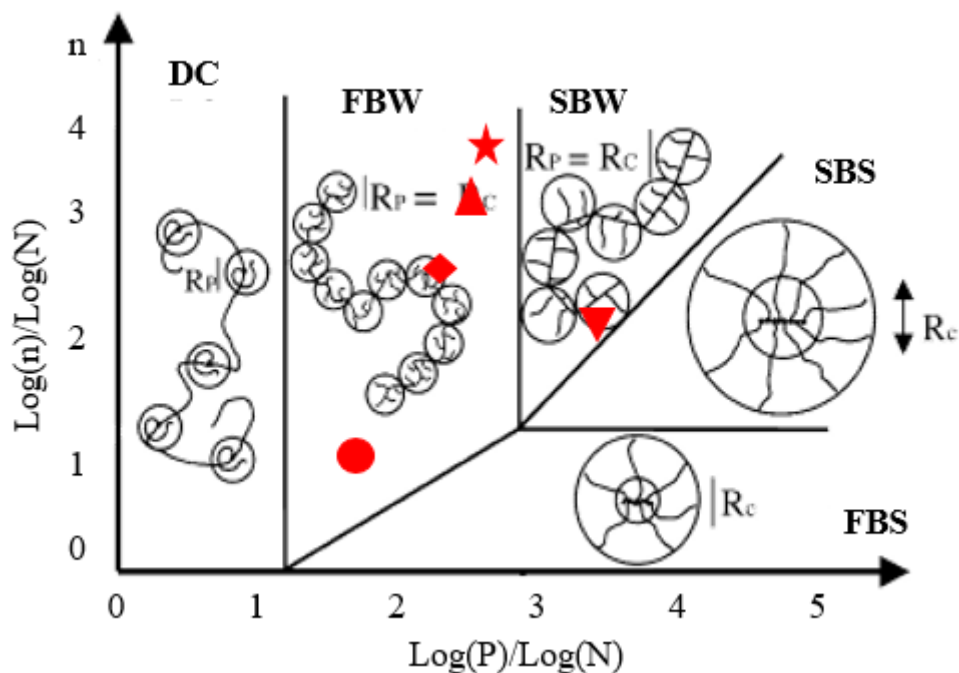 n
DC
FBW
SBW
SBS
FBS
4
3
2
1
0
Log(n)/Log(N)
RP|
|RP = RC
RP = RC|
Rc
|Rc
0 1 2 3 4 5
Log(P)/Log(N)